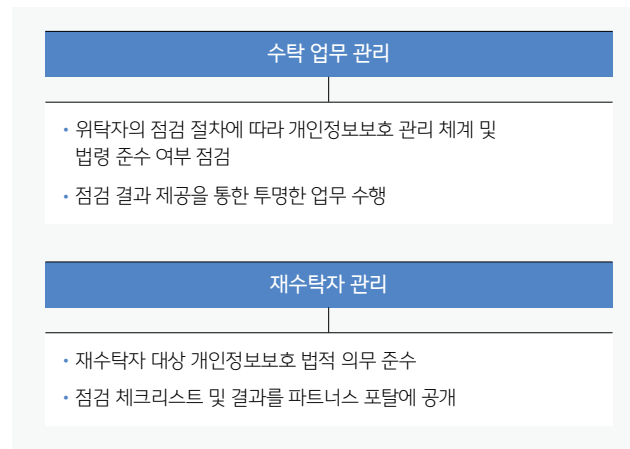 수탁 업무 관리
• 위탁자의 점검 절차에 따라 개인정보보호 관리 체계 및
법령 준수 여부 점검
• 점검 결과 제공을 통한 투명한 업무 수행
재수탁자 관리
• 재수탁자 대상 개인정보보호 법적 의무 준수
• 점검 체크리스트 및 결과를 파트너스 포탈에 공개